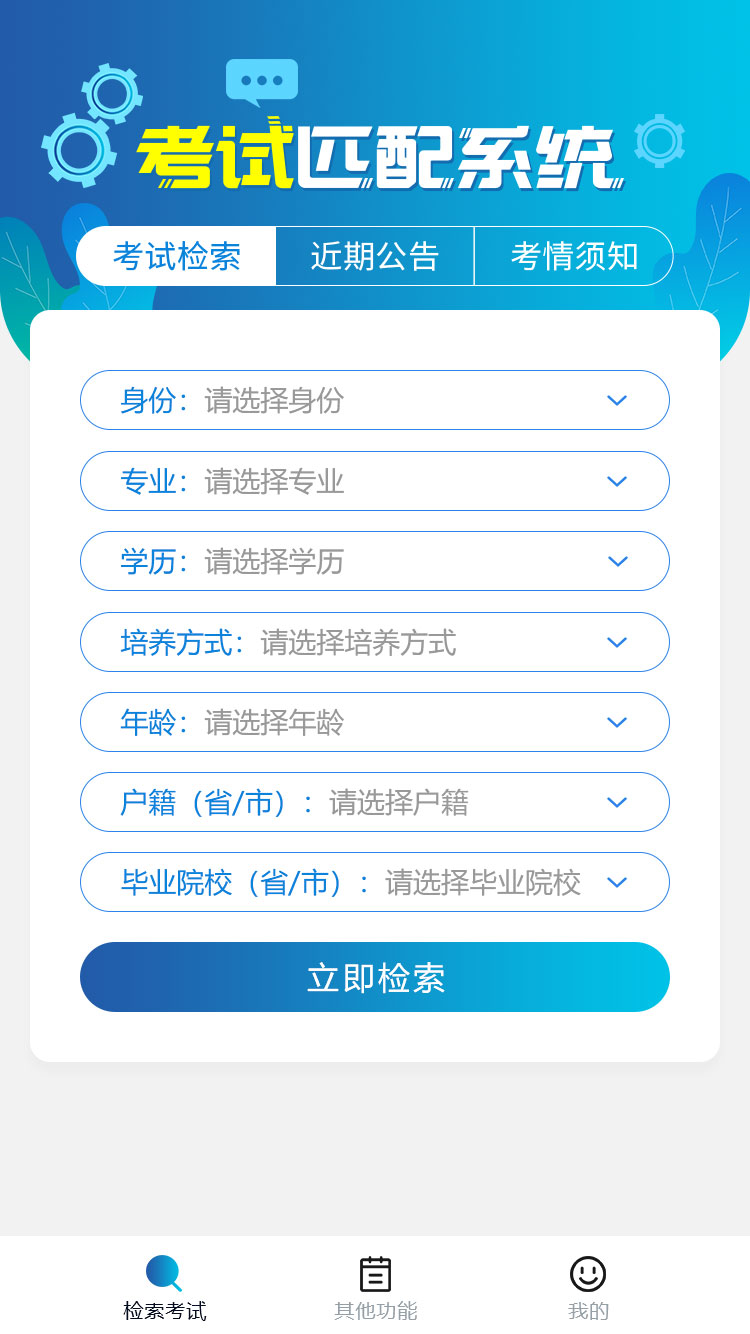 考试匹配系统
考试检索 近期公告 考情须知
身份：请选择身份
专业：请选择专业
学历：请选择学历
培养方式：请选择培养方式
年龄：请选择年龄
户籍（省/市）：请选择户籍
毕业院校（省/市）：请选择毕业院校
立即检索
检索考试 其他功能 我的